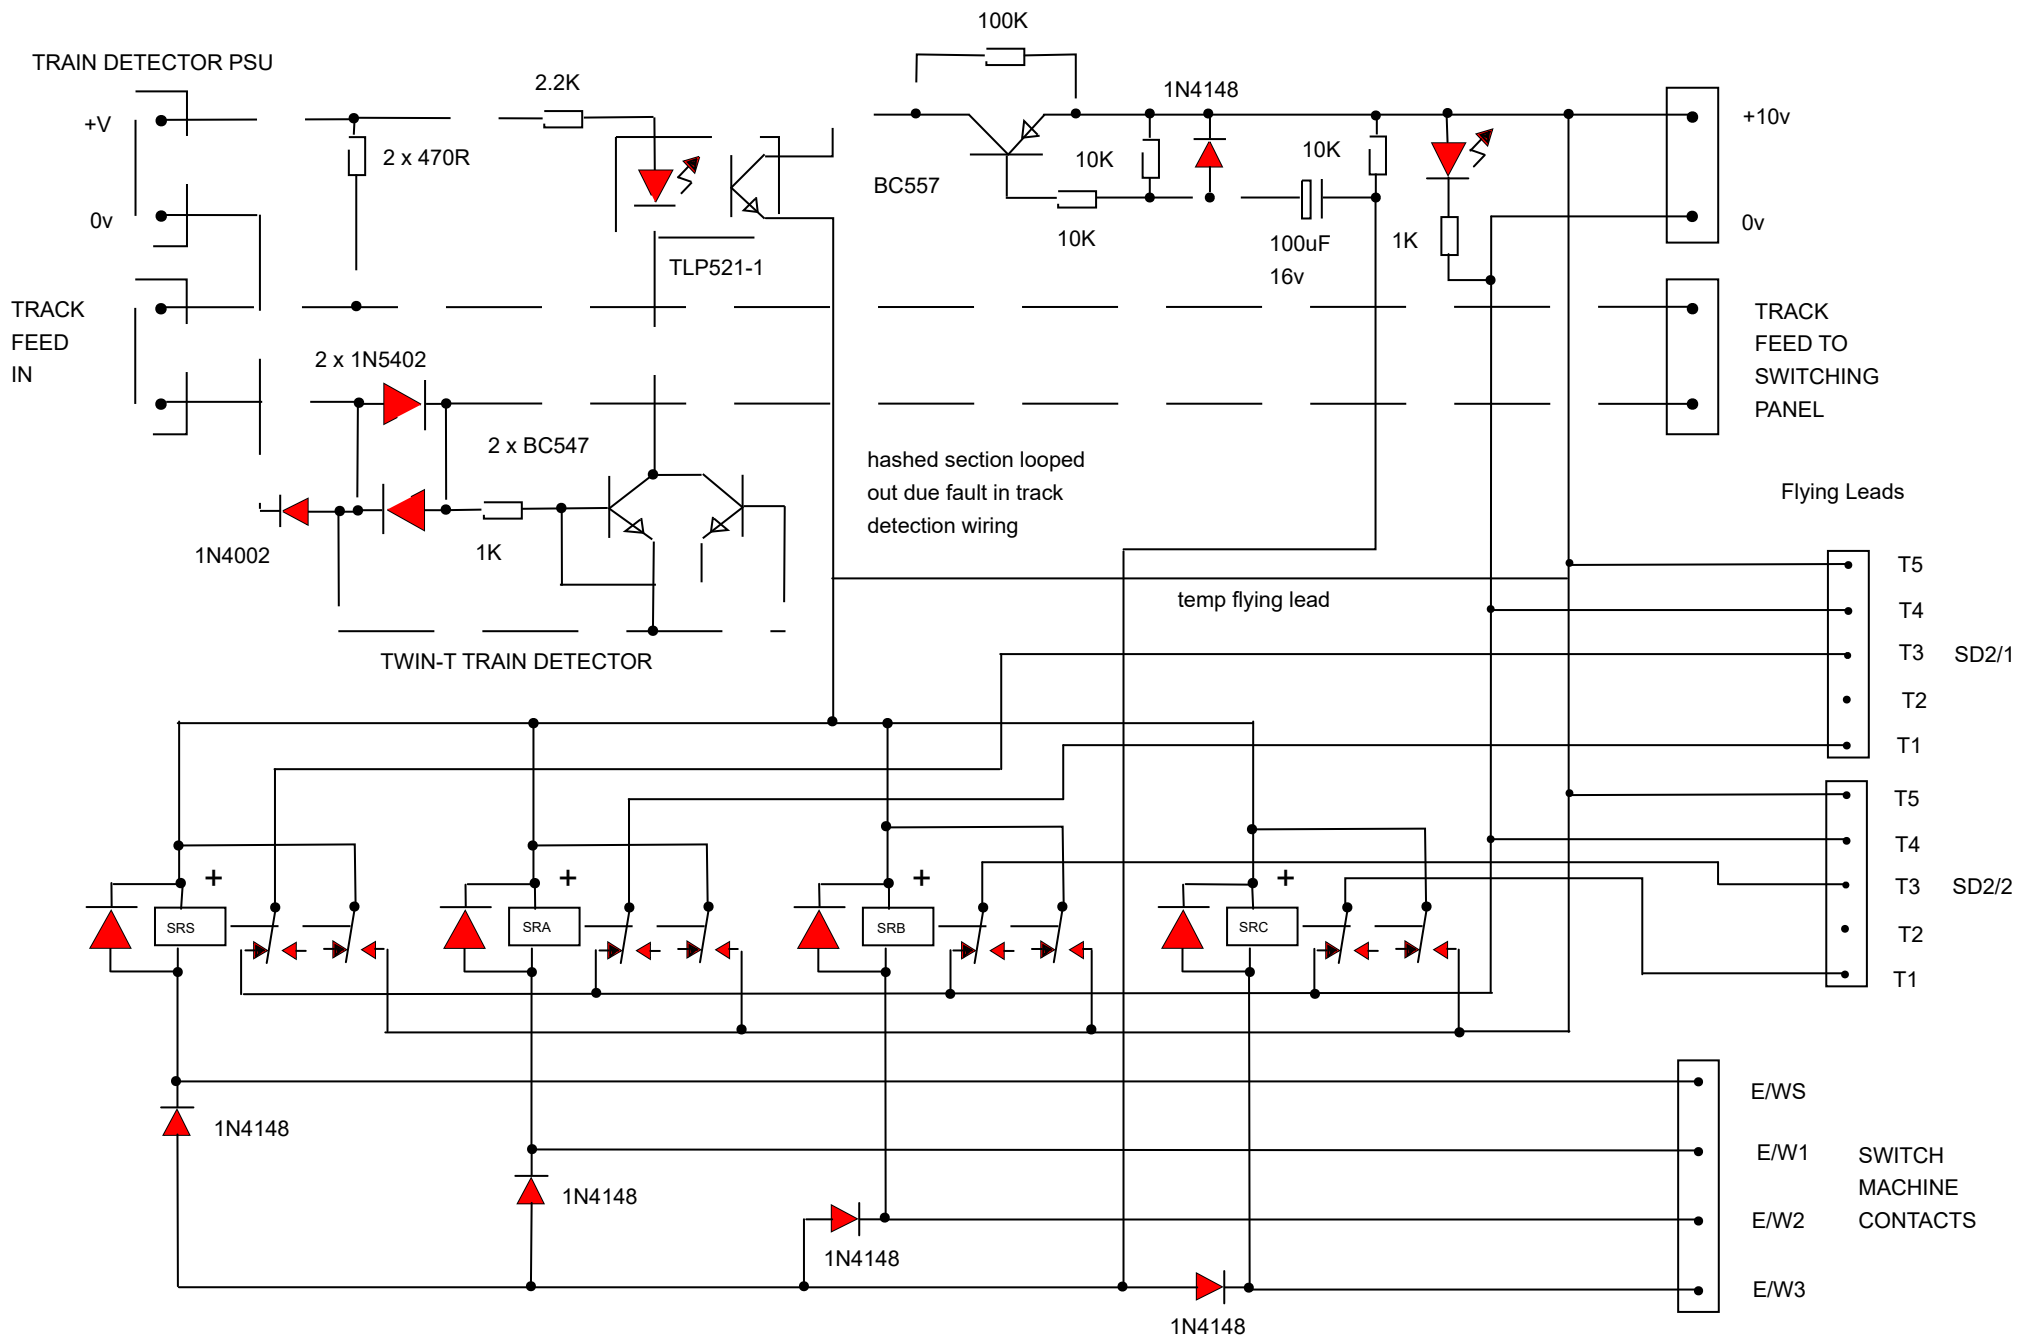 100K
TRAIN DETECTOR PSU
2.2K
1N4148
+V
2 x 470R
10K
10K
+10v
BC557
0v
10K
100uF
16v
1K
0v
TLP521-1
TRACK
FEED
IN
TRACK
FEED TO
SWITCHING
PANEL
2 x 1N5402
2 x BC547
hashed section looped
out due fault in track
detection wiring
Flying Leads
1N4002
1K
temp flying lead
TWIN-T TRAIN DETECTOR
T5
T4
T3 SD2/1
T2
T1
T5
T4
T3 SD2/2
T2
T1
+
+
+
+
SRS
SRA
SRB
SRC
E/WS
1N4148
E/W1
SWITCH
MACHINE
CONTACTS
1N4148
E/W2
1N4148
E/W3
1N4148